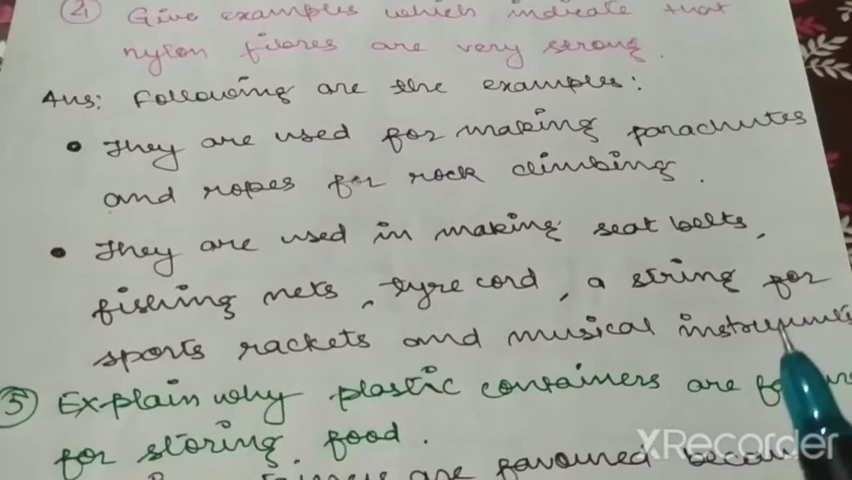 4 Give examples which indicate that
nylon fibres are very strong.
Ans: Following are the examples:
• They are used for making parachutes
and ropes for rock climbing.
• They are used in making seat belts,
fishing nets, tyre cord, a string for
sports rackets and musical instruments
5 Explain why plastic containers are
for storing food.
are favoured
XRecorder